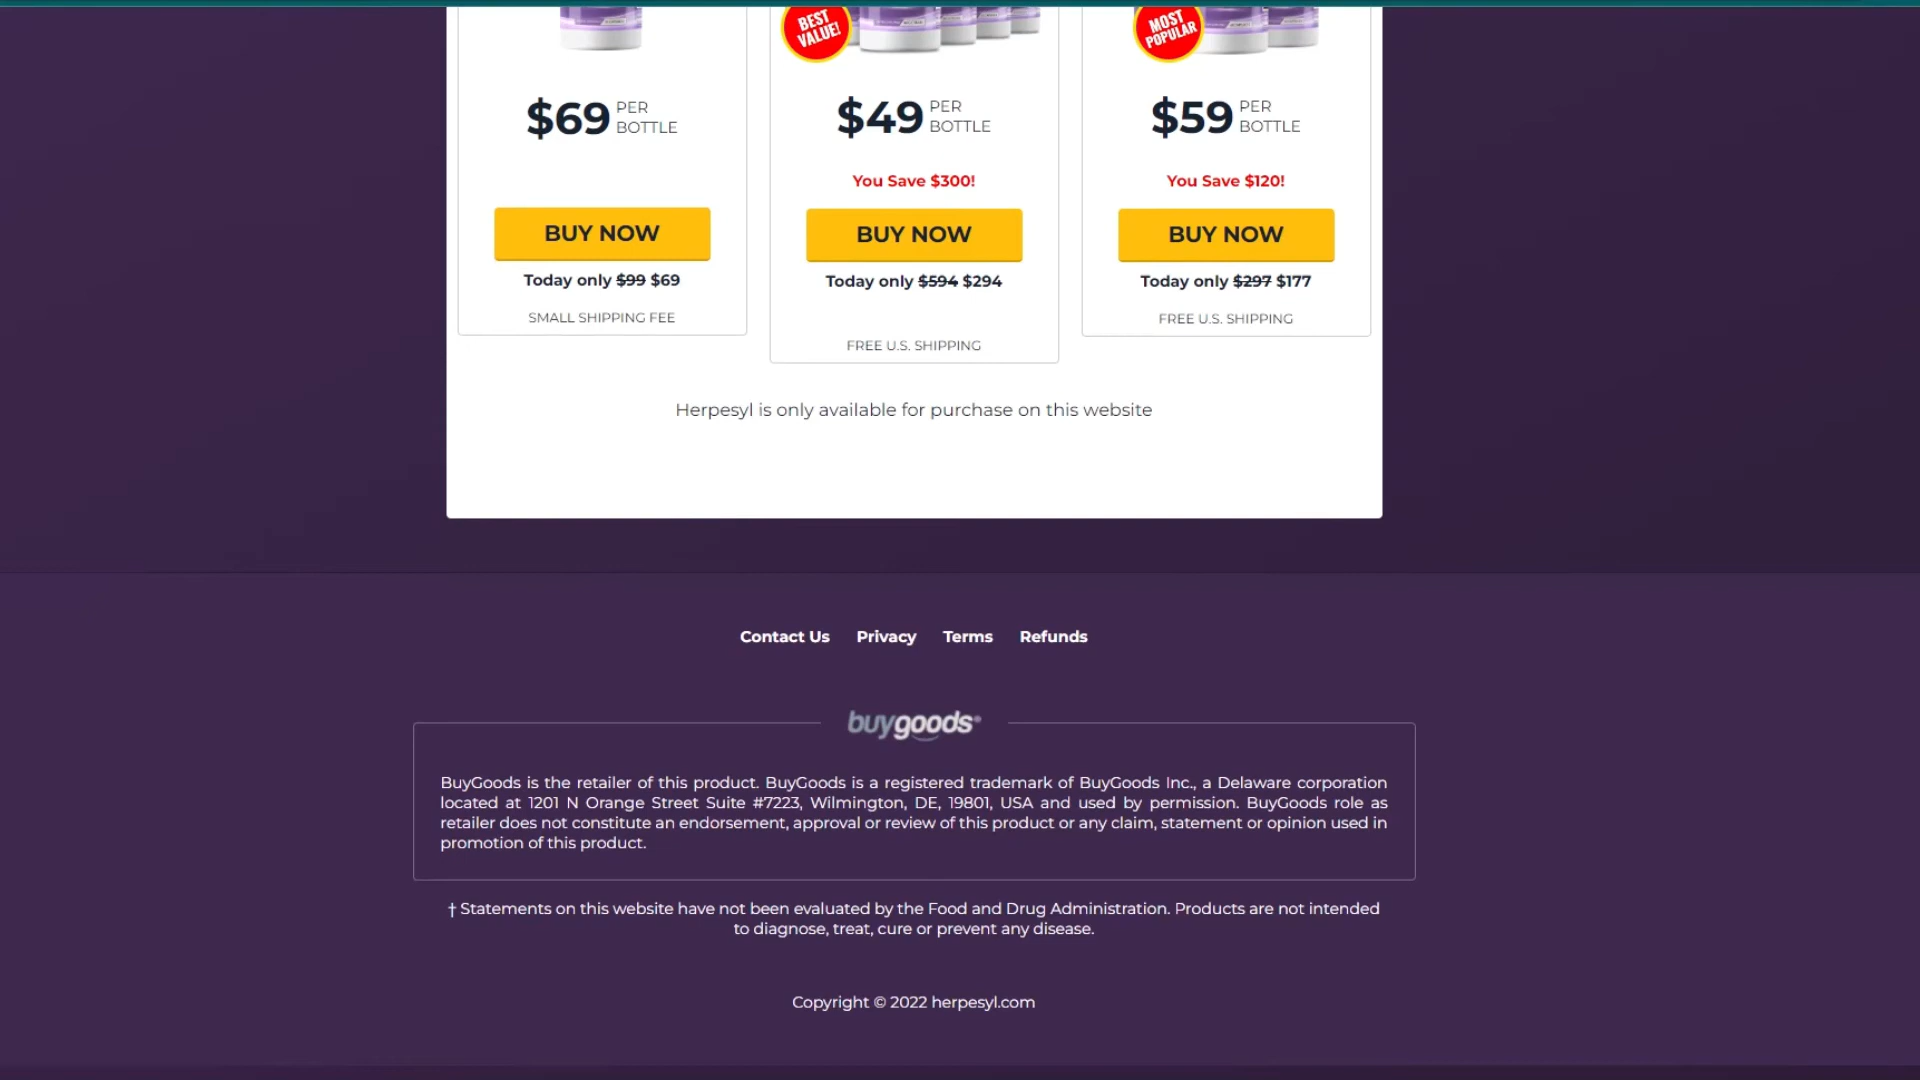 BEST
VALUE!
MOST
POPULAR
$69 PER
BOTTLE
$49 PER
BOTTLE
$59 PER
BOTTLE
You Save $300!
You Save $120!
BUY NOW
BUY NOW
BUY NOW
Today only $99 $69
Today only $594 $294
Today only $297 $177
SMALL SHIPPING FEE
FREE U.S. SHIPPING
FREE U.S. SHIPPING
Herpesyl is only available for purchase on this website
Contact Us Privacy Terms Refunds
buygoods
BuyGoods is the retailer of this product. BuyGoods is a registered trademark of BuyGoods Inc., a Delaware corporation
located at 1201 N Orange Street Suite #7223, Wilmington, DE, 19801, USA and used by permission. BuyGoods role as
retailer does not constitute an endorsement, approval or review of this product or any claim, statement or opinion used in
promotion of this product.
† Statements on this website have not been evaluated by the Food and Drug Administration. Products are not intended
to diagnose, treat, cure or prevent any disease.
Copyright © 2022 herpesyl.com